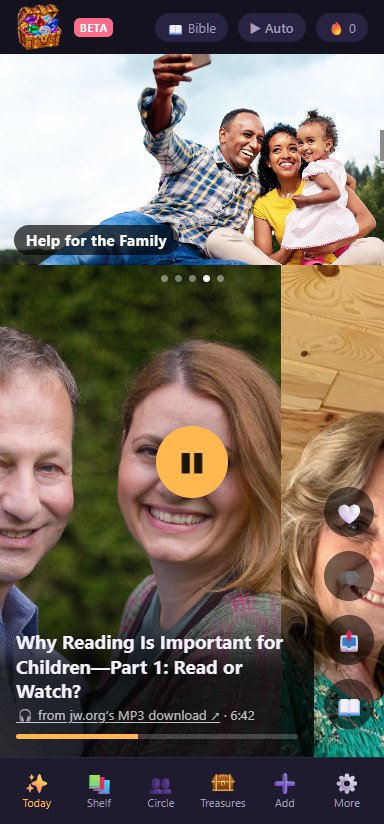 BETA
Bible
Auto
0
Help for the Family
Why Reading Is Important for
Children—Part 1: Read or
Watch?
from jw.org's MP3 download ↗ · 6:42
Today
Shelf
Circle
Treasures
Add
More